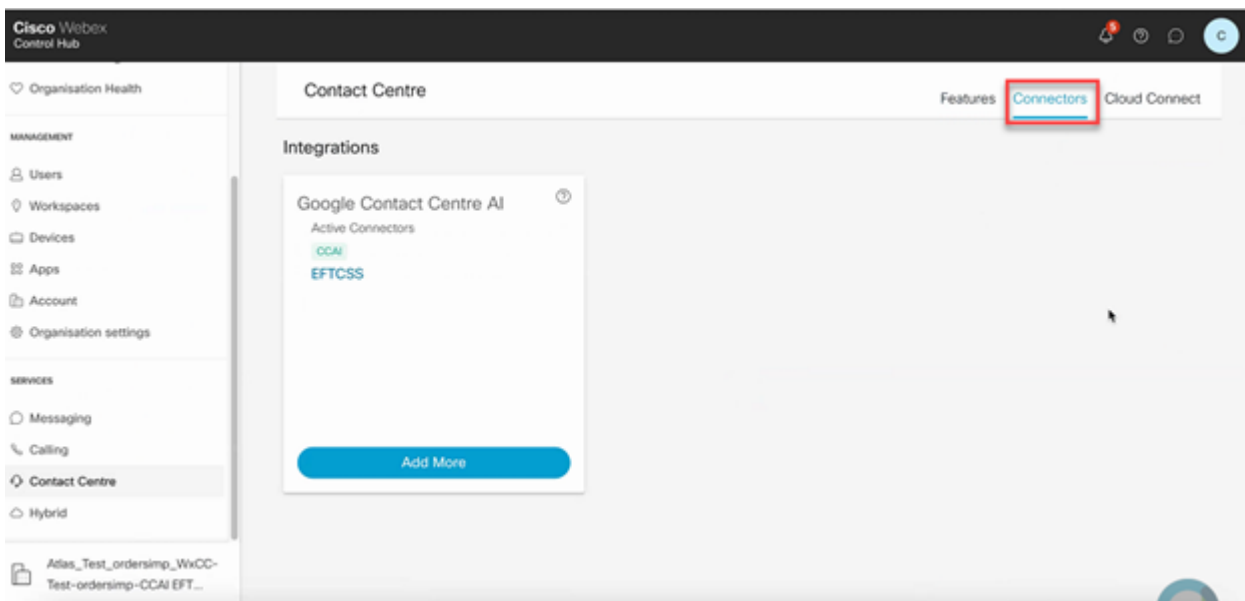 Cisco Webex
Control Hub
5
C
Organisation Health
MANAGEMENT
Users
Workspaces
Devices
Apps
Account
Organisation settings
SERVICES
Messaging
Calling
Contact Centre
Hybrid
Atlas_Test_ordersimp_WxCC-
Test-ordersimp-CCAI EFT...
Contact Centre
Features Connectors Cloud Connect
Integrations
Google Contact Centre AI
Active Connectors
CCAI
EFTCSS
Add More